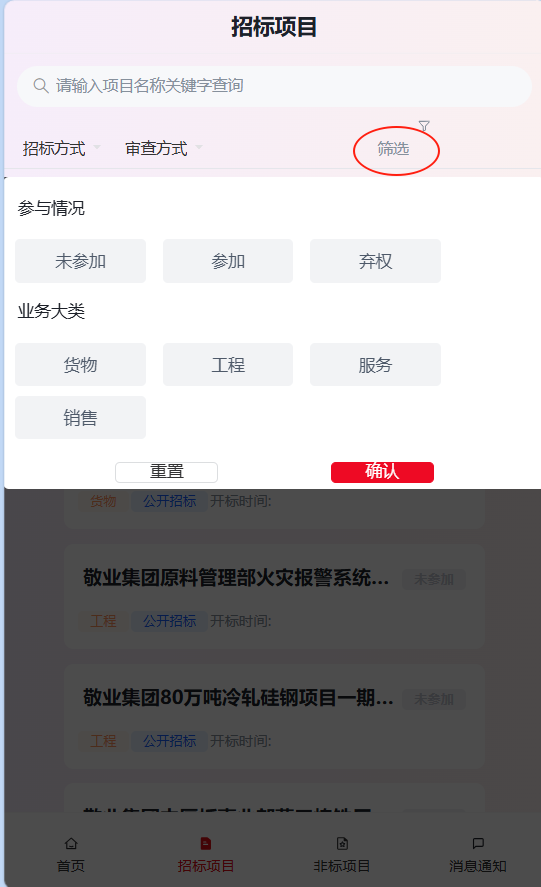 招标项目
请输入项目名称关键字查询
招标方式 审查方式 筛选
参与情况
未参加 参加 弃权
业务大类
货物 工程 服务
销售
重置 确认
货物 公开招标 开标时间:
敬业集团原料管理部火灾报警系统... 未参加
工程 公开招标 开标时间:
敬业集团80万吨冷轧硅钢项目一期... 未参加
工程 公开招标 开标时间:
首页 招标项目 非标项目 消息通知